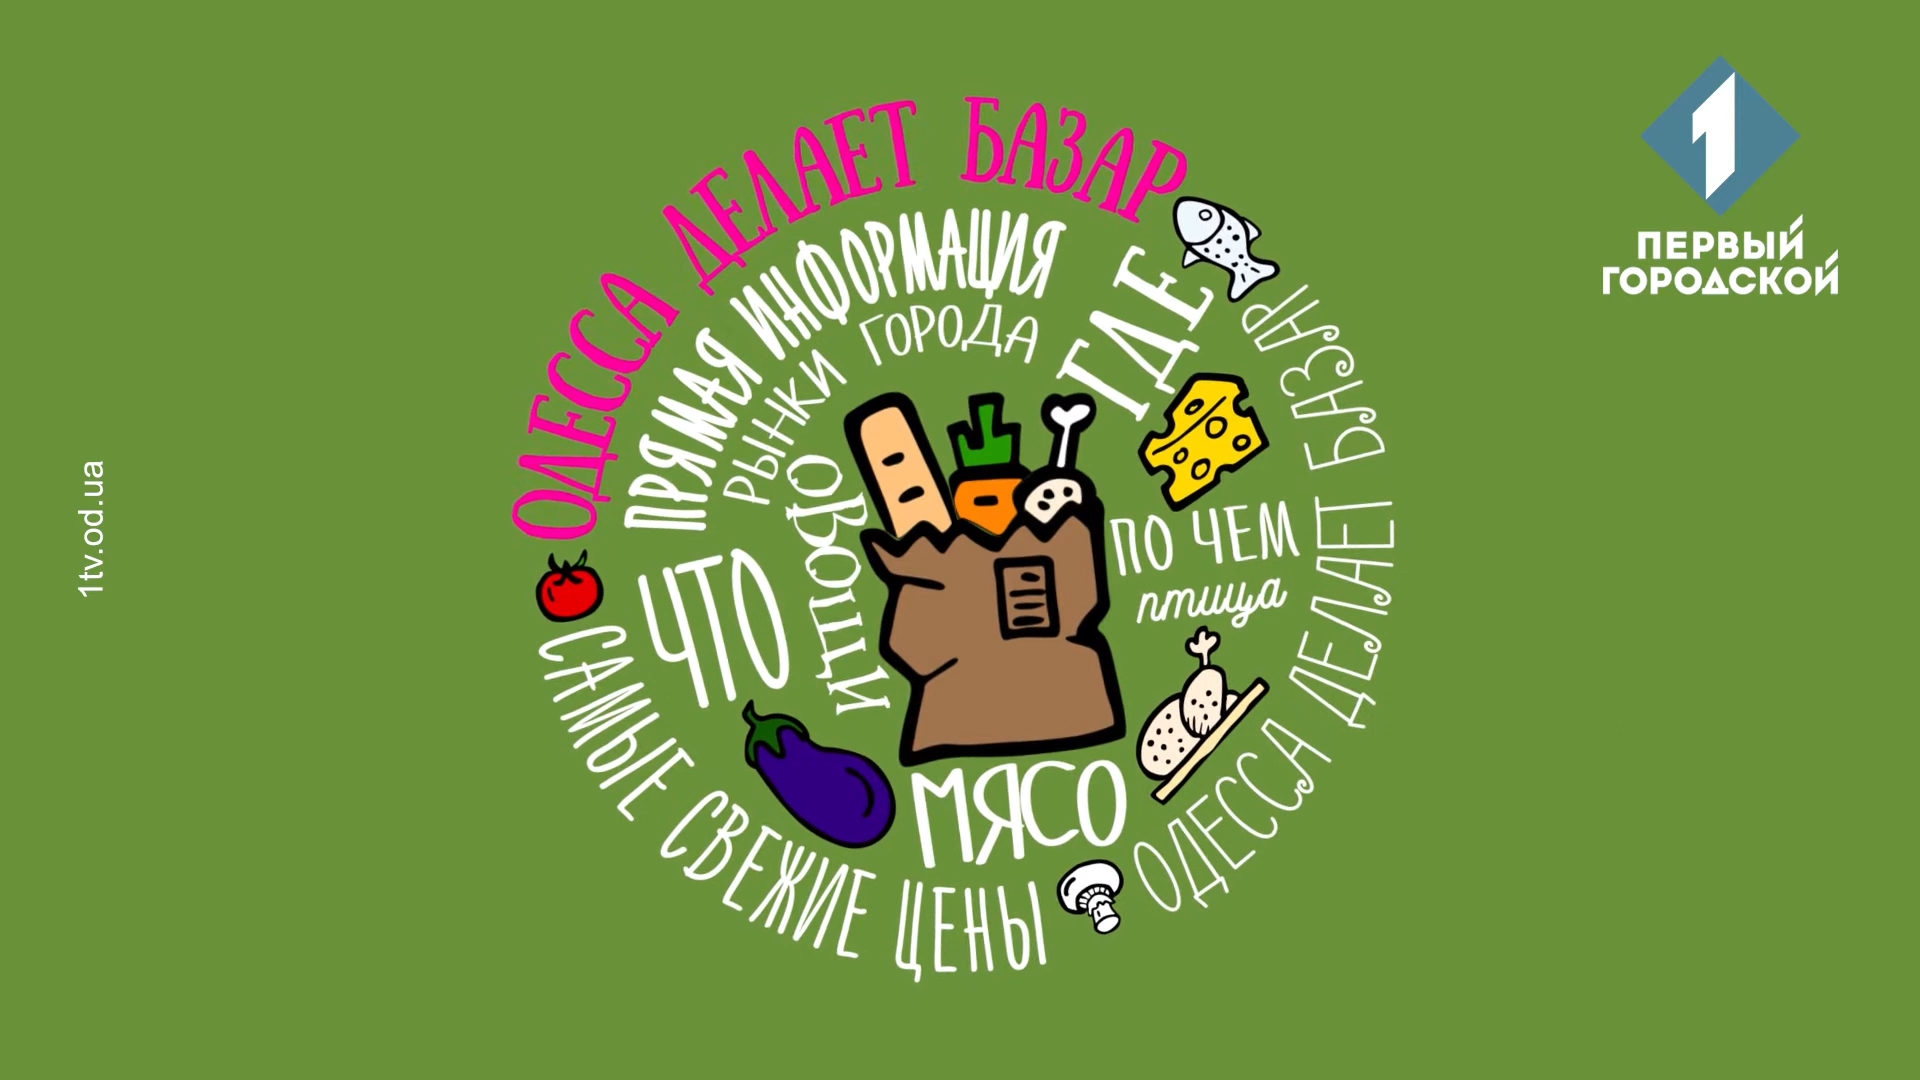 ОДЕССА ДЕЛАЕТ БАЗАР
ПРЯМАЯ ИНФОРМАЦИЯ
РЫНКИ ГОРОДА
ГДЕ
ОВОЩИ
ЧТО
ПО ЧЕМ
птица
МЯСО
САМЫЕ СВЕЖИЕ ЦЕНЫ
ОДЕССА ДЕЛАЕТ БАЗАР
1
ПЕРВЫЙ
ГОРОДСКОЙ
1tv.od.ua